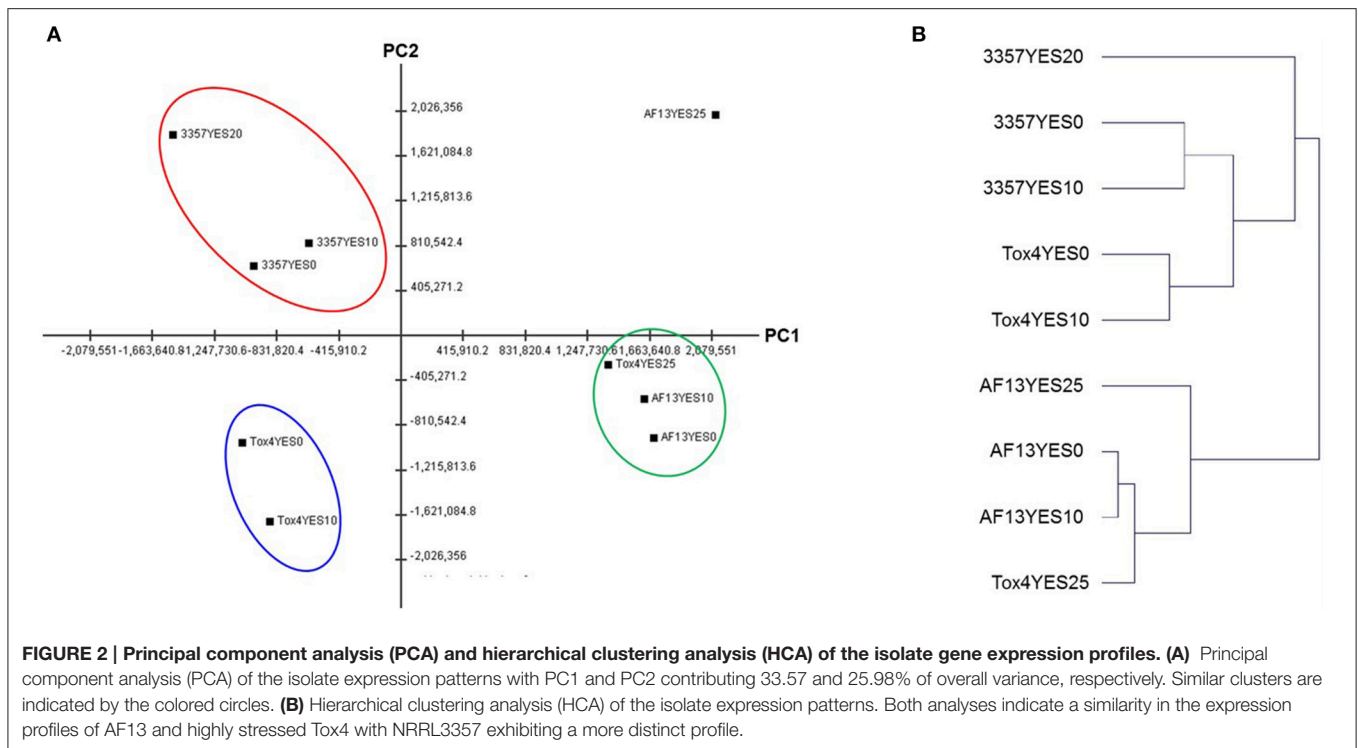 A
PC2
2,026,356
1,621,084.8
1,215,813.6
810,542.4
405,271.2
3357YES20
3357YES10
3357YES0
AF13YES25
PC1
-2,079,551
-1,663,640.8
1,247,730.6
-831,820.4
-415,910.2
415,910.2
831,820.4
1,247,730.6
1,663,640.8
2,079,551
-405,271.2
-810,542.4
-1,215,813.6
-1,621,084.8
-2,026,356
Tox4YES25
AF13YES10
AF13YES0
Tox4YES0
Tox4YES10
B
3357YES20
3357YES0
3357YES10
Tox4YES0
Tox4YES10
AF13YES25
AF13YES0
AF13YES10
Tox4YES25
FIGURE 2 | Principal component analysis (PCA) and hierarchical clustering analysis (HCA) of the isolate gene expression profiles. (A) Principal
component analysis (PCA) of the isolate expression patterns with PC1 and PC2 contributing 33.57 and 25.98% of overall variance, respectively. Similar clusters are
indicated by the colored circles. (B) Hierarchical clustering analysis (HCA) of the isolate expression patterns. Both analyses indicate a similarity in the expression
profiles of AF13 and highly stressed Tox4 with NRRL3357 exhibiting a more distinct profile.